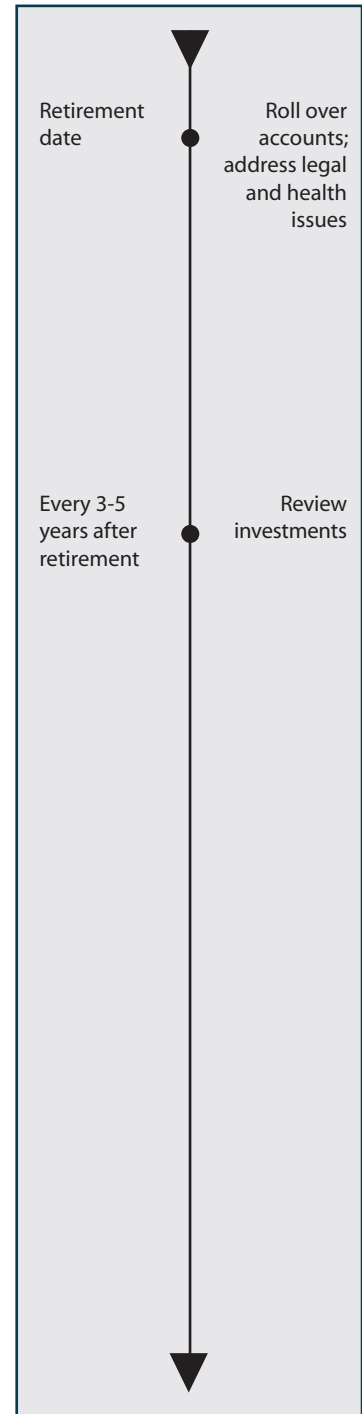 Retirement
date
Roll over
accounts;
address legal
and health
issues
Every 3-5
years after
retirement
Review
investments